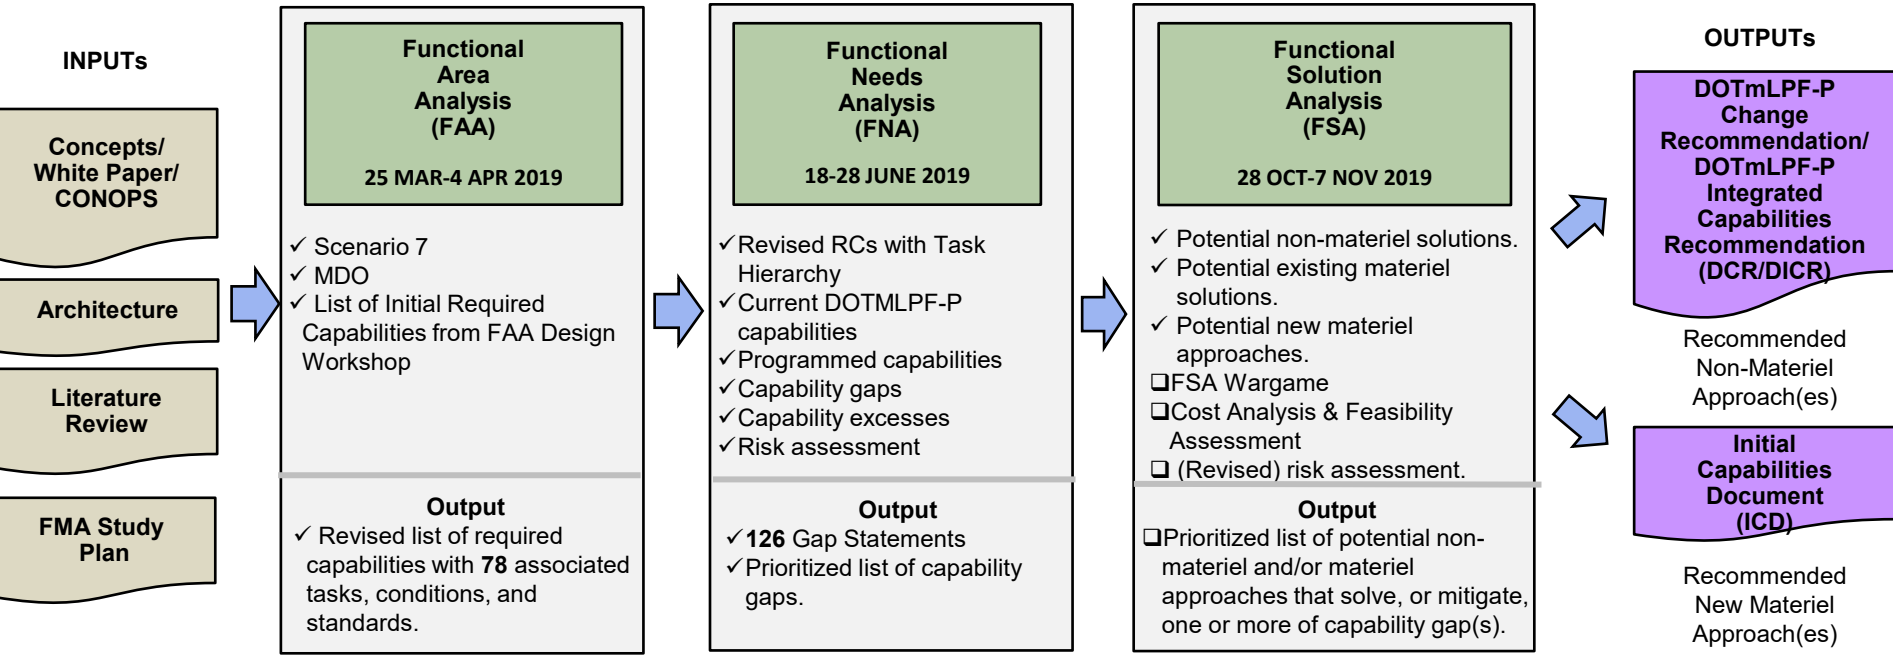 INPUTs
Concepts/
White Paper/
CONOPS
Architecture
Literature
Review
FMA Study
Plan
Functional
Area
Analysis
(FAA)
25 MAR-4 APR 2019
✓ Scenario 7
✓ MDO
✓ List of Initial Required
Capabilities from FAA Design
Workshop
Output
✓ Revised list of required
capabilities with 78 associated
tasks, conditions, and
standards.
Functional
Needs
Analysis
(FNA)
18-28 JUNE 2019
✓Revised RCs with Task
Hierarchy
✓Current DOTMLPF-P
capabilities
✓Programmed capabilities
✓Capability gaps
✓Capability excesses
✓Risk assessment
Output
✓126 Gap Statements
✓Prioritized list of capability
gaps.
Functional
Solution
Analysis
(FSA)
28 OCT-7 NOV 2019
✓ Potential non-materiel solutions.
✓ Potential existing materiel
solutions.
✓ Potential new materiel
approaches.
❑FSA Wargame
❑Cost Analysis & Feasibility
Assessment
❑ (Revised) risk assessment.
Output
❑Prioritized list of potential non-
materiel and/or materiel
approaches that solve, or mitigate,
one or more of capability gap(s).
OUTPUTs
DOTmLPF-P
Change
Recommendation/
DOTmLPF-P
Integrated
Capabilities
Recommendation
(DCR/DICR)
Recommended
Non-Materiel
Approach(es)
Initial
Capabilities
Document
(ICD)
Recommended
New Materiel
Approach(es)